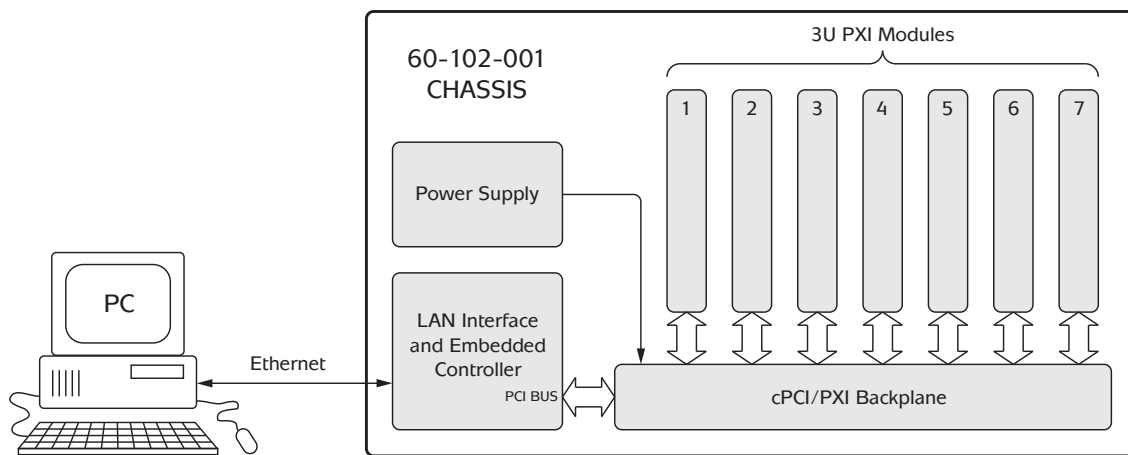 60-102-001
CHASSIS
3U PXI Modules
1 2 3 4 5 6 7
Power Supply
PC
Ethernet
LAN Interface
and Embedded
Controller
PCI BUS
cPCI/PXI Backplane